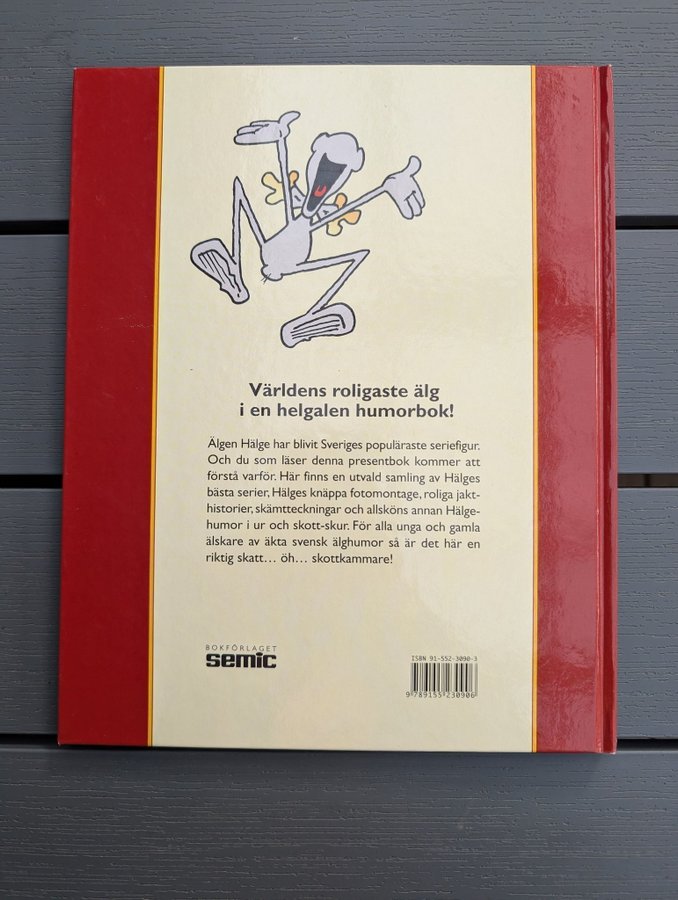 Världens roligaste älg
i en helgalen humorbok!
Älgen Hälge har blivit Sveriges populäraste seriefigur.
Och du som läser denna presentbok kommer att
förstå varför. Här finns en utvald samling av Hälges
bästa serier, Hälges knäppa fotomontage, roliga jakt-
historier, skämtteckningar och allsköns annan Hälge-
humor i ur och skott-skur. För alla unga och gamla
älskare av äkta svensk älghumor så är det här en
riktig skatt… öh… skottkammare!
BOKFÖRLAGET
semic
ISBN 91-552-3090-3
9 789155 230906